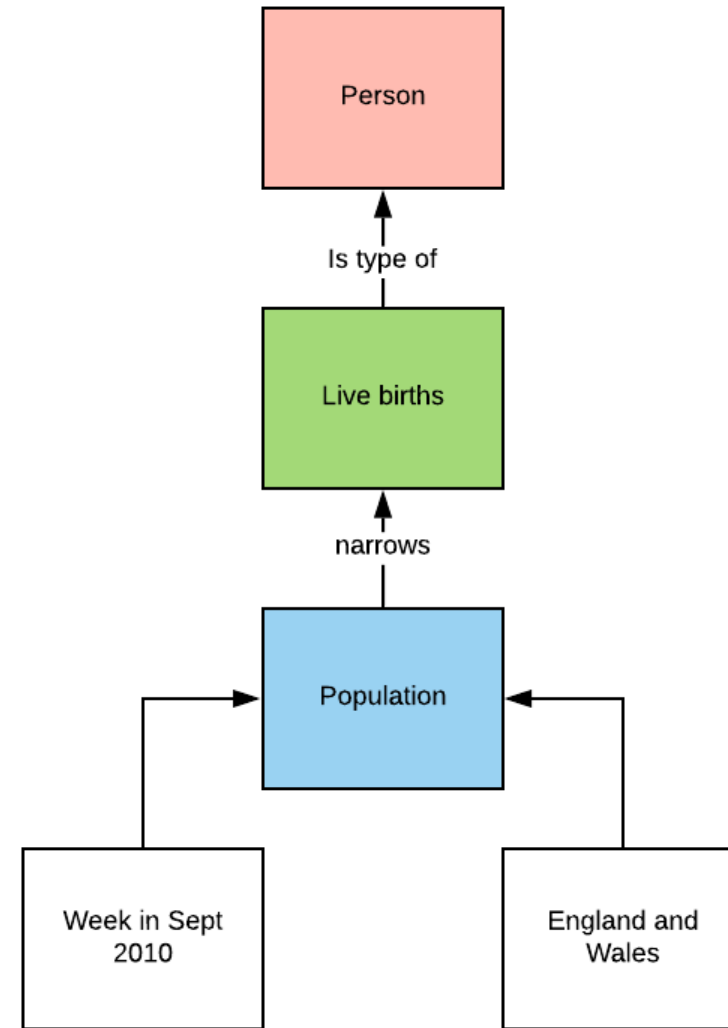 Person
Is type of
Live births
narrows
Population
Week in Sept
2010
England and
Wales